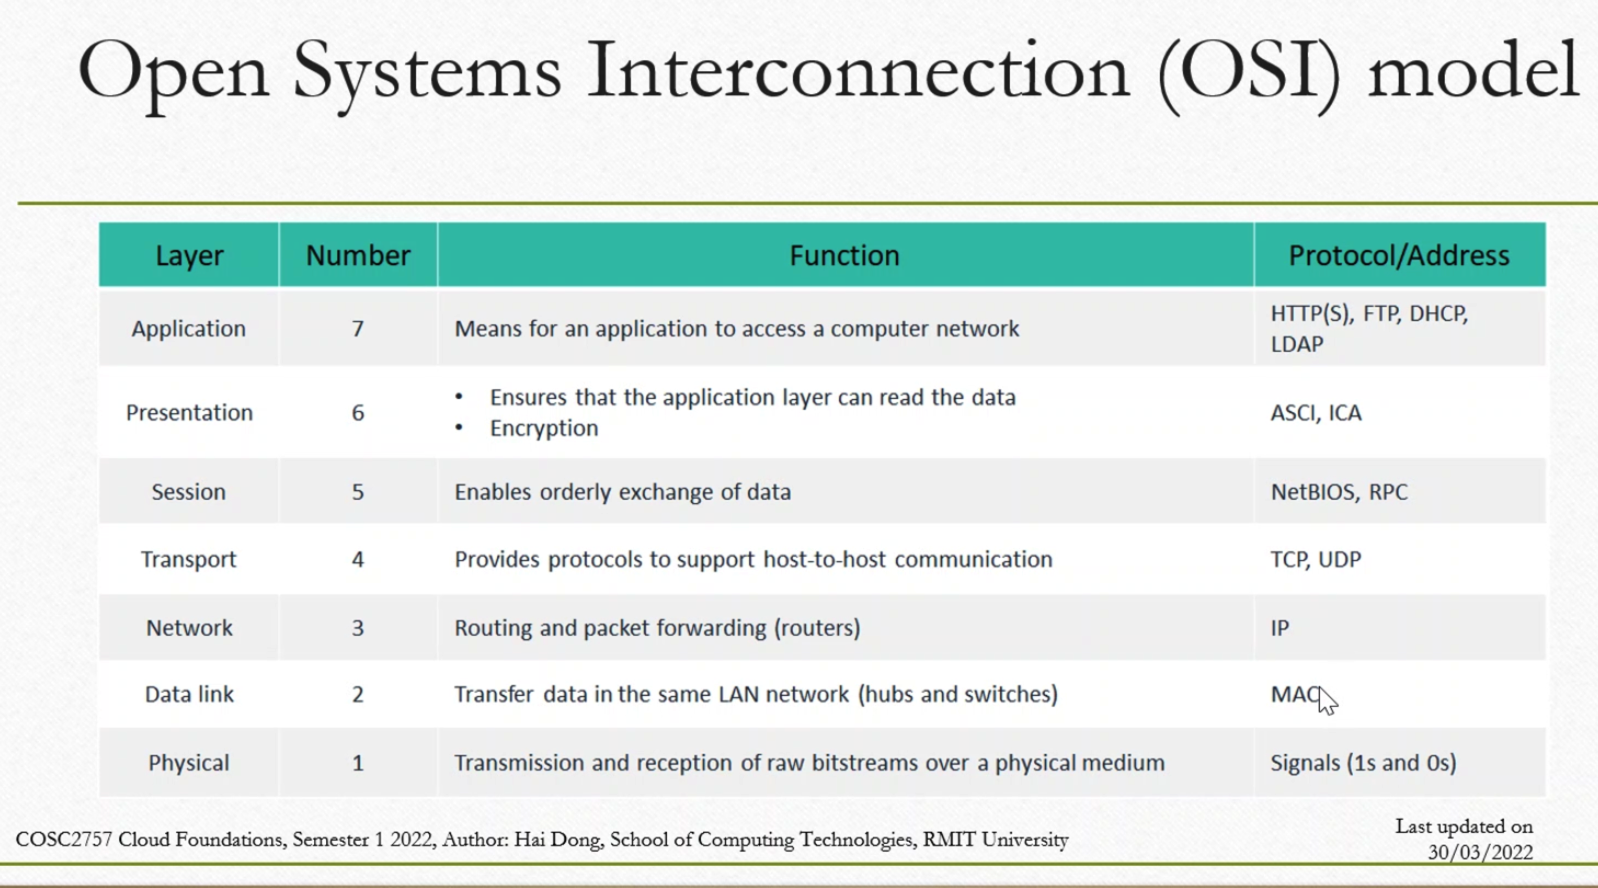 Open Systems Interconnection (OSI) model
Layer Number Function Protocol/Address
Application 7 Means for an application to access a computer network HTTP(S), FTP, DHCP,
LDAP
Presentation 6 • Ensures that the application layer can read the data ASCI, ICA
• Encryption
Session 5 Enables orderly exchange of data NetBIOS, RPC
Transport 4 Provides protocols to support host-to-host communication TCP, UDP
Network 3 Routing and packet forwarding (routers) IP
Data link 2 Transfer data in the same LAN network (hubs and switches) MAC
Physical 1 Transmission and reception of raw bitstreams over a physical medium Signals (1s and 0s)
COSC2757 Cloud Foundations, Semester 1 2022, Author: Hai Dong, School of Computing Technologies, RMIT University
Last updated on
30/03/2022